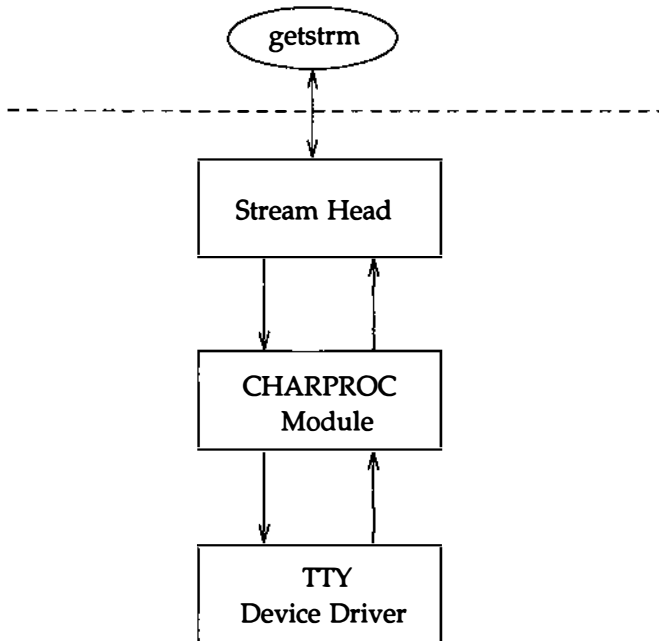 getstrm
Stream Head
CHARPROC
Module
TTY
Device Driver